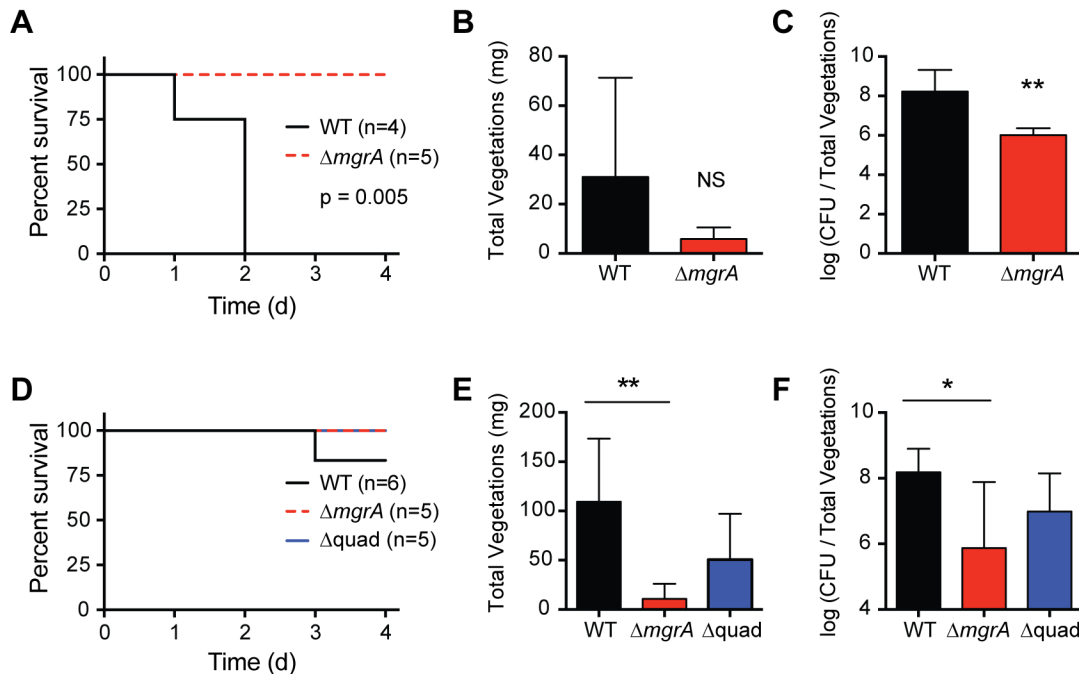 A
Percent survival
100
75
50
25
0
0 1 2 3 4
Time (d)
WT (n=4)
ΔmgrA (n=5)
p = 0.005
B
Total Vegetations (mg)
80
60
40
20
0
NS
WT ΔmgrA
C
log (CFU / Total Vegetations)
10
8
6
4
2
0
**
WT ΔmgrA
D
Percent survival
100
75
50
25
0
0 1 2 3 4
Time (d)
WT (n=6)
ΔmgrA (n=5)
Δquad (n=5)
E
Total Vegetations (mg)
200
150
100
50
0
**
WT ΔmgrA Δquad
F
log (CFU / Total Vegetations)
10
8
6
4
*
WT ΔmgrA Δquad